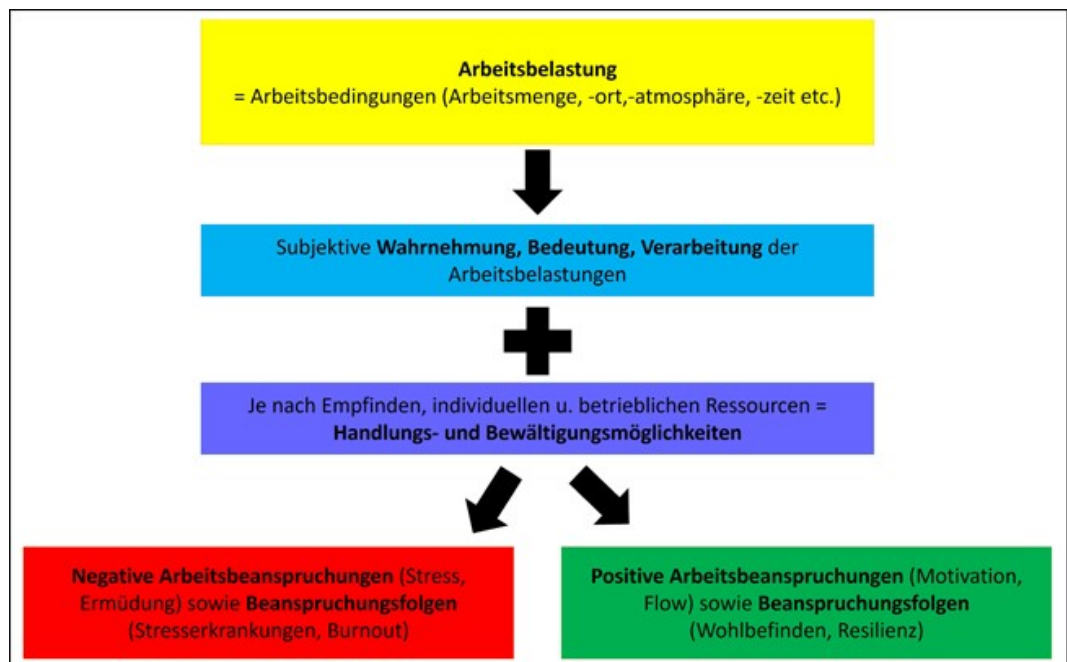 Arbeitsbelastung
= Arbeitsbedingungen (Arbeitsmenge, -ort,-atmosphäre, -zeit etc.)
Subjektive Wahrnehmung, Bedeutung, Verarbeitung der
Arbeitsbelastungen
Je nach Empfinden, individuellen u. betrieblichen Ressourcen =
Handlungs- und Bewältigungsmöglichkeiten
Negative Arbeitsbeanspruchungen (Stress,
Ermüdung) sowie Beanspruchungsfolgen
(Stresserkrankungen, Burnout)
Positive Arbeitsbeanspruchungen (Motivation,
Flow) sowie Beanspruchungsfolgen
(Wohlbefinden, Resilienz)